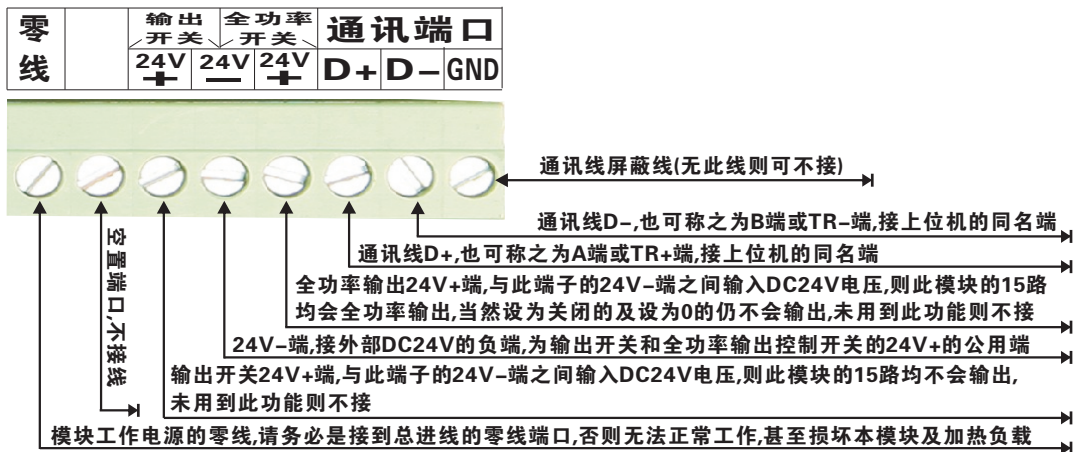 零线
输出开关
全功率开关
通讯端口
24V+
24V-
24V+
D+
D-
GND
通讯线屏蔽线(无此线则可不接)
通讯线D-,也可称之为B端或TR-端,接上位机的同名端
通讯线D+,也可称之为A端或TR+端,接上位机的同名端
全功率输出24V+端,与此端子的24V-端之间输入DC24V电压,则此模块的15路
均会全功率输出,当然设为关闭的及设为0的仍不会输出,未用到此功能则不接
24V-端,接外部DC24V的负端,为输出开关和全功率输出控制开关的24V+的公用端
输出开关24V+端,与此端子的24V-端之间输入DC24V电压,则此模块的15路均不会输出,
未用到此功能则不接
空置端口,不接线
模块工作电源的零线,请务必是接到总进线的零线端口,否则无法正常工作,甚至损坏本模块及加热负载